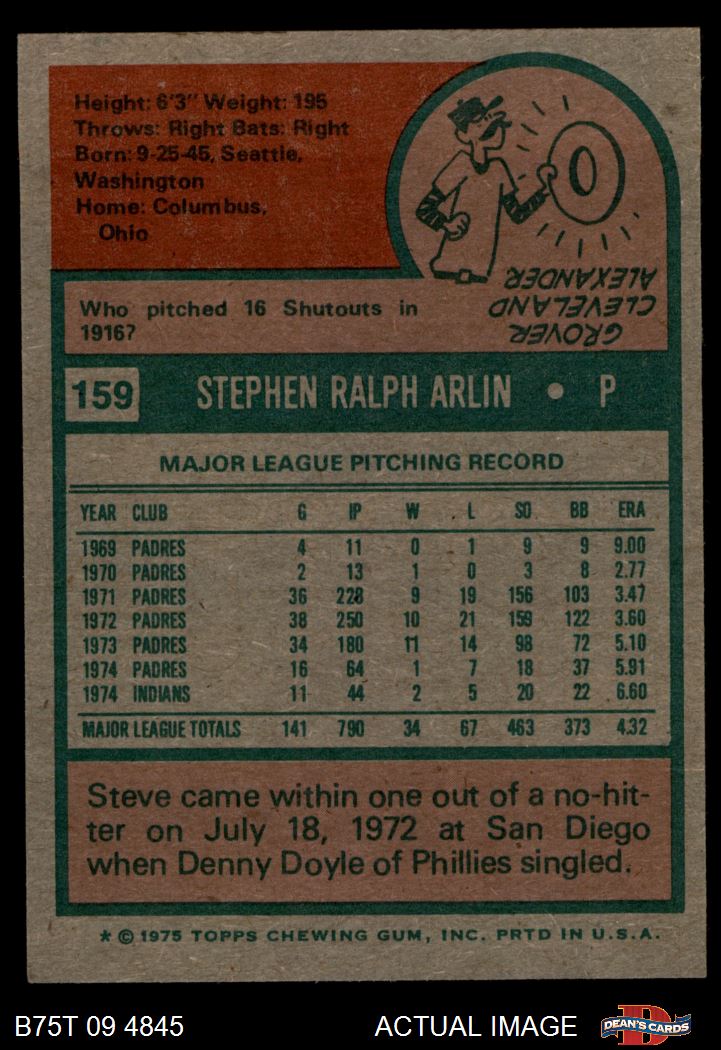 Height: 6'3" Weight: 195
Throws: Right Bats: Right
Born: 9-25-45, Seattle,
Washington
Home: Columbus,
Ohio
0
Who pitched 16 Shutouts in
1916?
GROVER
CLEVELAND
ALEXANDER
159 STEPHEN RALPH ARLIN • P
MAJOR LEAGUE PITCHING RECORD
YEAR CLUB G IP W L SO BB ERA
1969 PADRES 4 11 0 1 9 9 9.00
1970 PADRES 2 13 1 0 3 8 2.77
1971 PADRES 36 228 9 19 156 103 3.47
1972 PADRES 38 250 10 21 159 122 3.60
1973 PADRES 34 180 11 14 98 72 5.10
1974 PADRES 16 64 1 7 18 37 5.91
1974 INDIANS 11 44 2 5 20 22 6.60
MAJOR LEAGUE TOTALS 141 790 34 67 463 373 4.32
Steve came within one out of a no-hit-
ter on July 18, 1972 at San Diego
when Denny Doyle of Phillies singled.
* © 1975 TOPPS CHEWING GUM, INC. PRTD IN U.S.A.
B75T 09 4845 ACTUAL IMAGE D DEAN'S CARDS